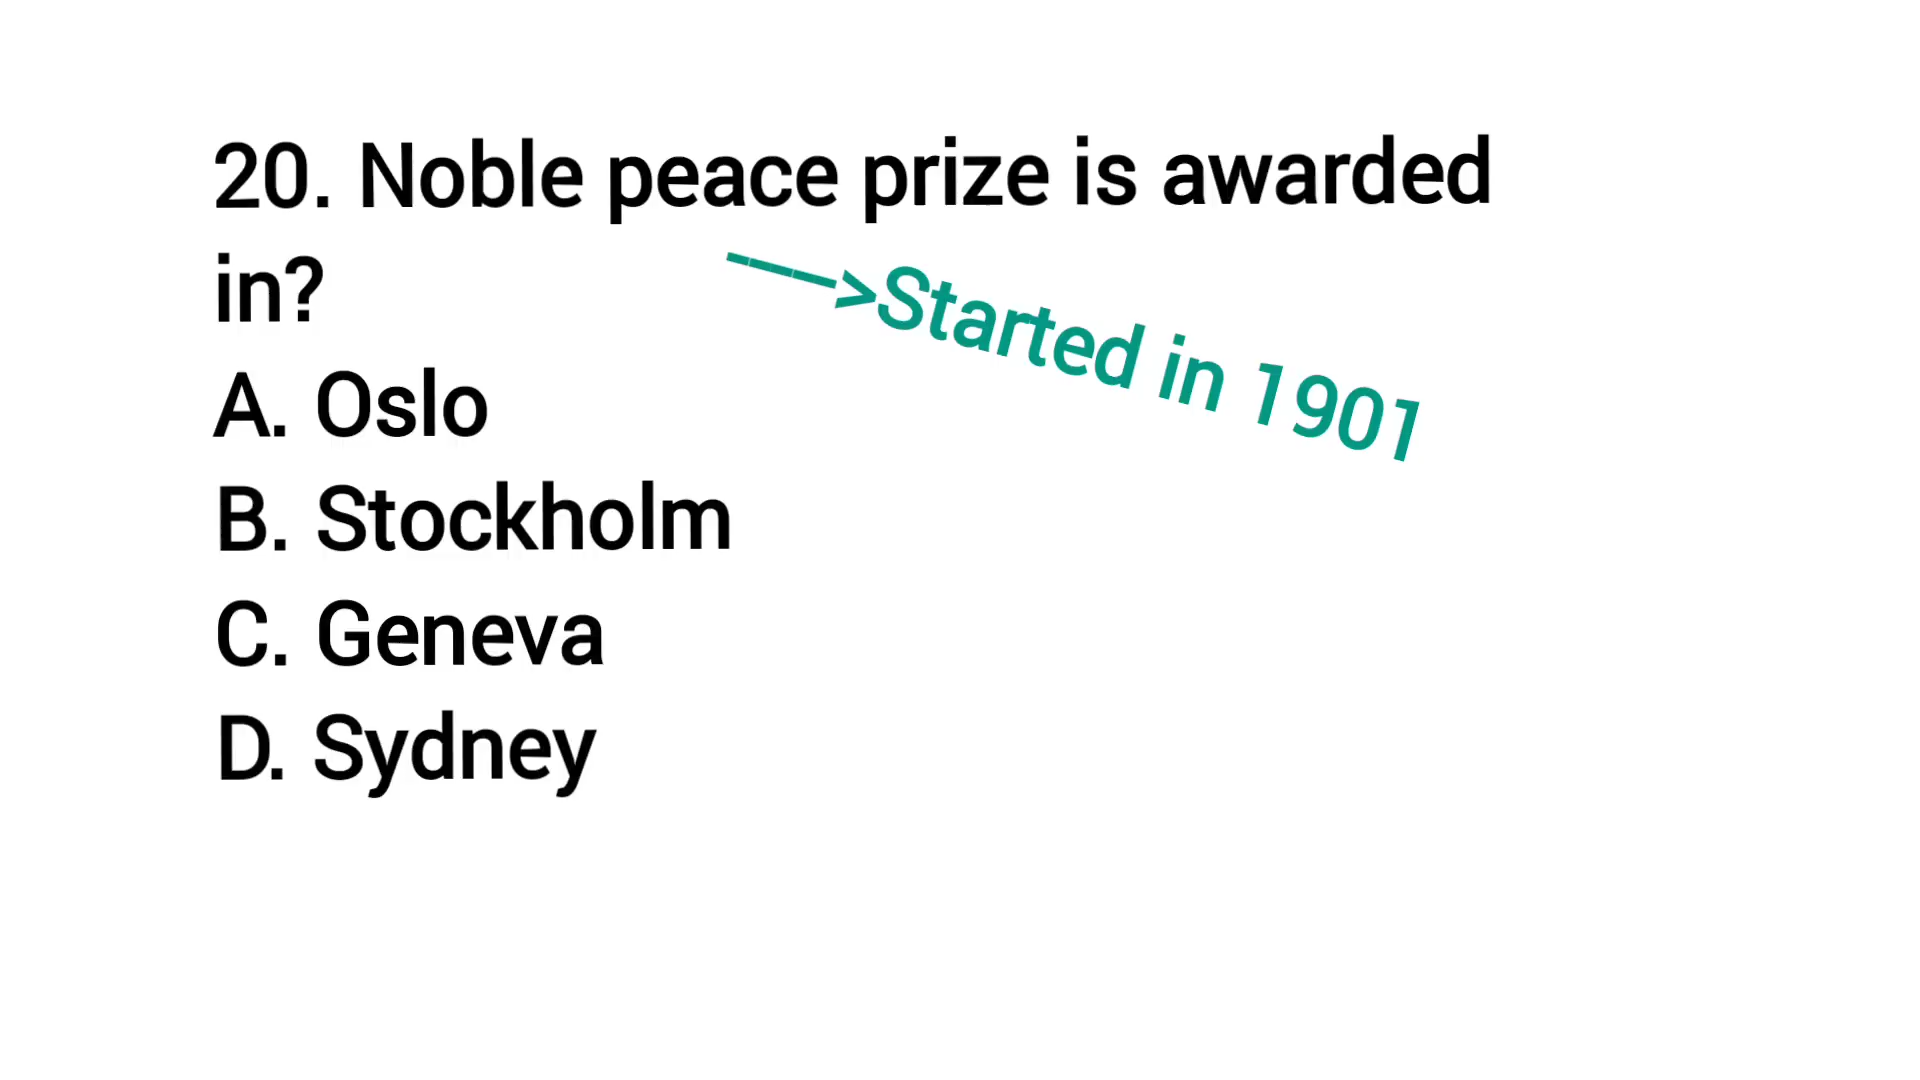 20. Noble peace prize is awarded
in?
---->Started in 1901
A. Oslo
B. Stockholm
C. Geneva
D. Sydney